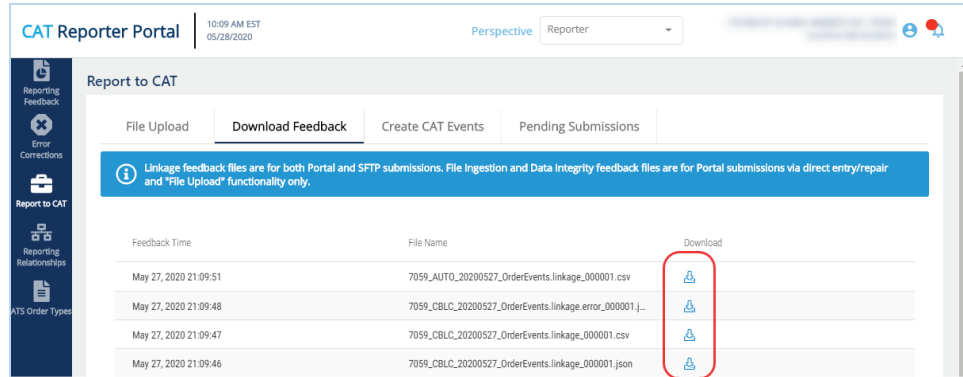 CAT Reporter Portal
10:09 AM EST
05/28/2020
Perspective
Reporter
Reporting
Feedback
Error
Corrections
Report to CAT
Reporting
Relationships
ATS Order Types
Report to CAT
File Upload
Download Feedback
Create CAT Events
Pending Submissions
Linkage feedback files are for both Portal and SFTP submissions. File Ingestion and Data Integrity feedback files are for Portal submissions via direct entry/repair
and "File Upload" functionality only.
Feedback Time File Name Download
May 27, 2020 21:09:51 7059_AUTO_20200527_OrderEvents.linkage_000001.csv
May 27, 2020 21:09:48 7059_CBLC_20200527_OrderEvents.linkage.error_000001.j...
May 27, 2020 21:09:47 7059_CBLC_20200527_OrderEvents.linkage_000001.csv
May 27, 2020 21:09:46 7059_CBLC_20200527_OrderEvents.linkage_000001.json